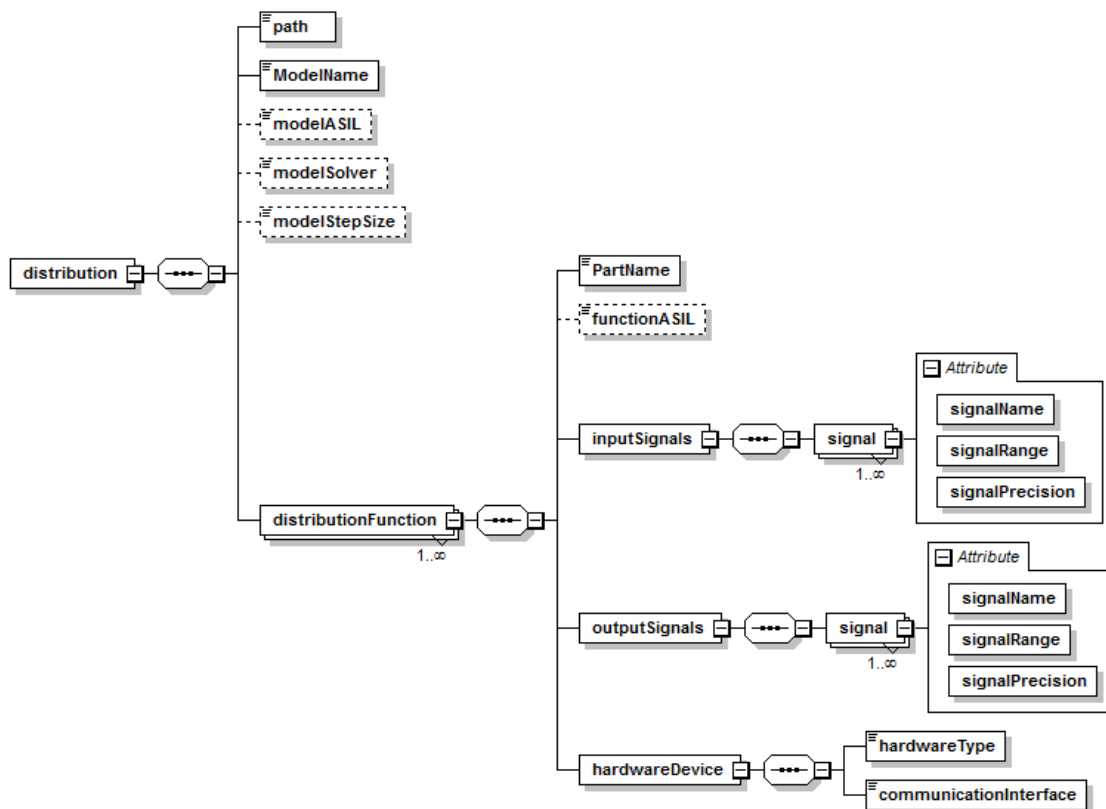 path
ModelName
modelASIL
modelSolver
modelStepSize
distribution
PartName
functionASIL
Attribute
signalName
inputSignals
signal
signalRange
1..∞
signalPrecision
distributionFunction
1..∞
Attribute
signalName
outputSignals
signal
signalRange
1..∞
signalPrecision
hardwareType
hardwareDevice
communicationInterface